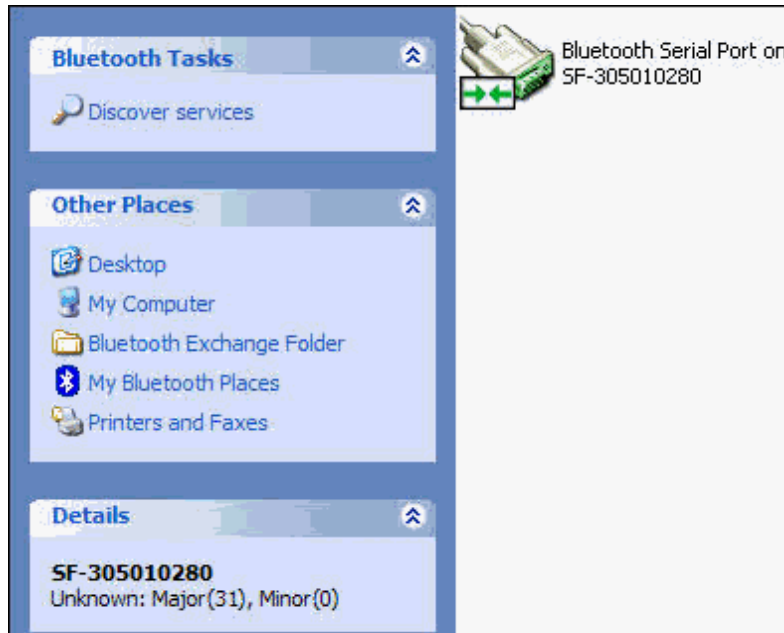 Bluetooth Tasks
Discover services
Other Places
Desktop
My Computer
Bluetooth Exchange Folder
My Bluetooth Places
Printers and Faxes
Details
SF-305010280
Unknown: Major(31), Minor(0)
Bluetooth Serial Port on
SF-305010280